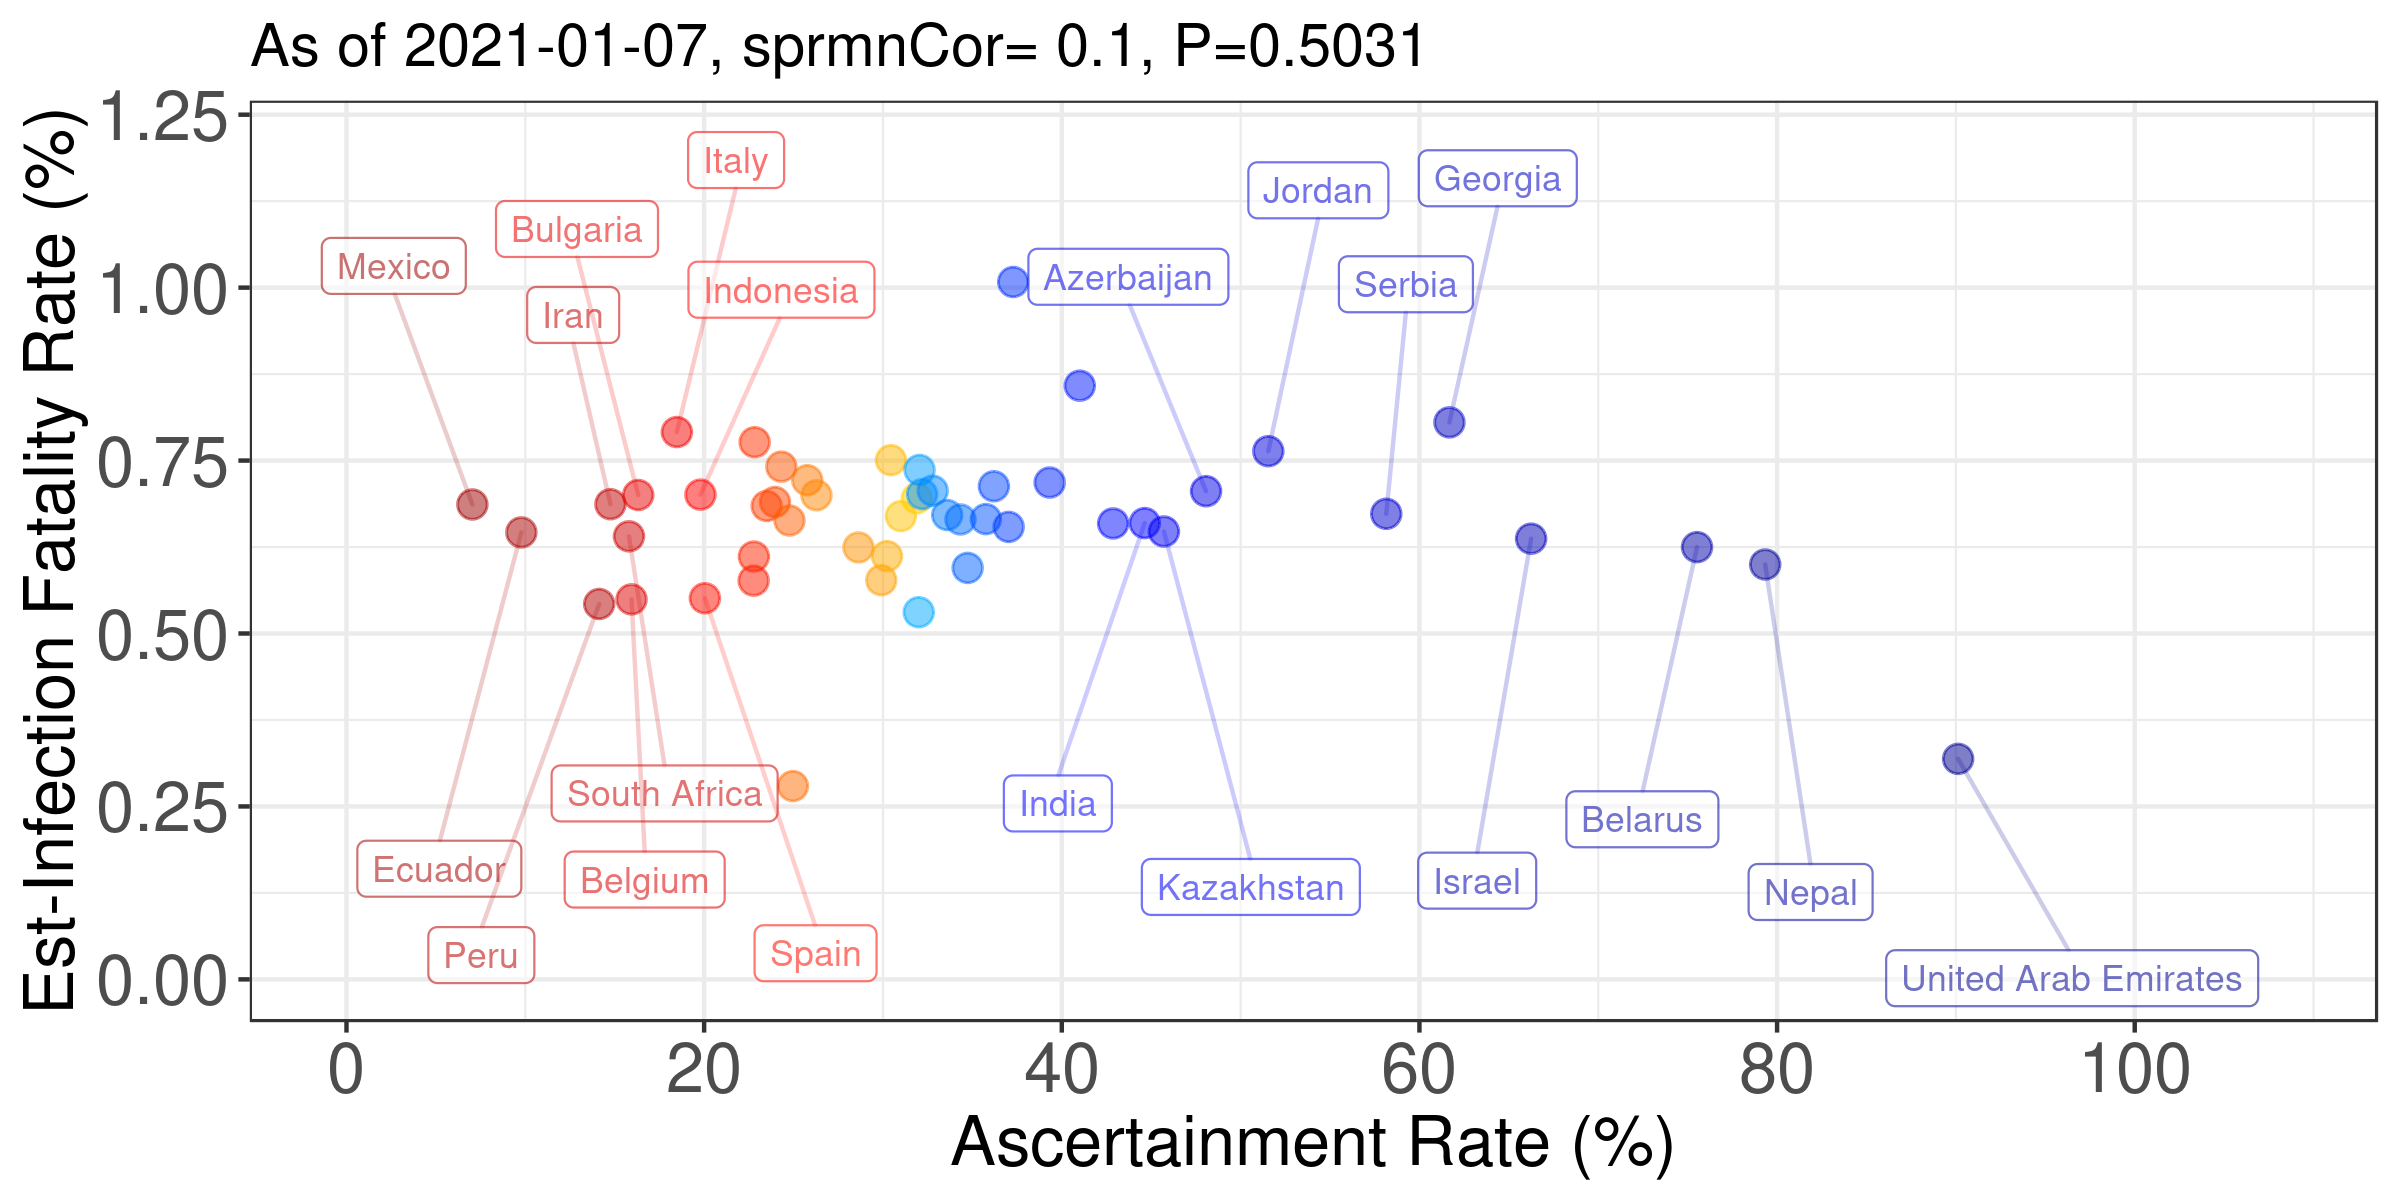 As of 2021-01-07, sprmnCor= 0.1, P=0.5031
Est-Infection Fatality Rate (%)
1.25
1.00
0.75
0.50
0.25
0.00
Italy
Georgia
Jordan
Bulgaria
Mexico
Azerbaijan
Serbia
Indonesia
Iran
South Africa
India
Belarus
Ecuador
Belgium
Israel
Kazakhstan
Nepal
Peru
Spain
United Arab Emirates
0 20 40 60 80 100
Ascertainment Rate (%)